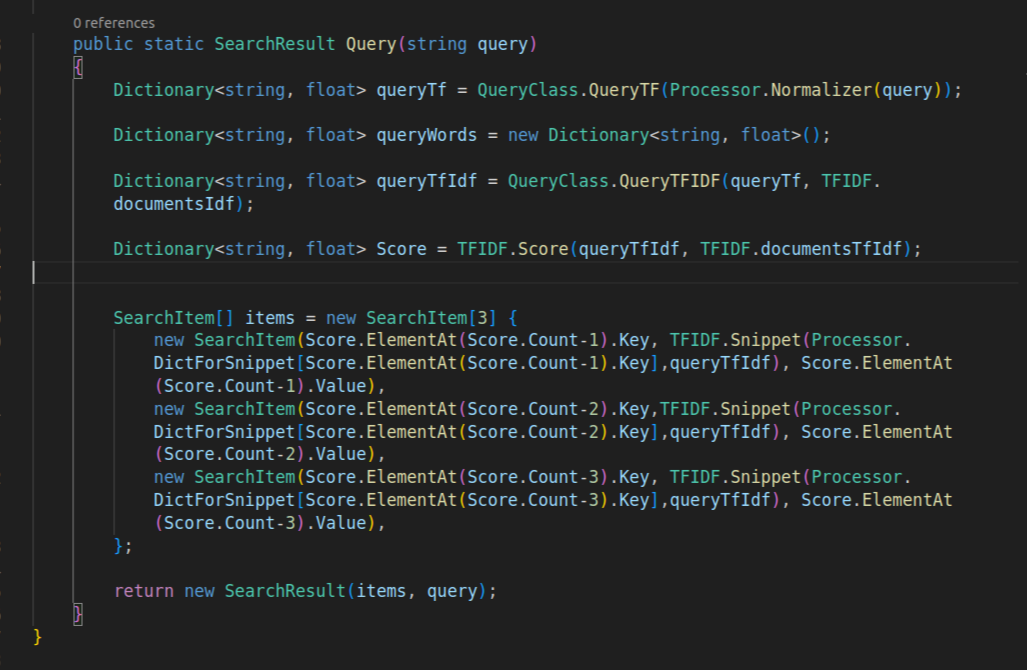 0 references
public static SearchResult Query(string query)
{
Dictionary<string, float> queryTf = QueryClass.QueryTF(Processor.Normalizer(query));
Dictionary<string, float> queryWords = new Dictionary<string, float>();
Dictionary<string, float> queryTfIdf = QueryClass.QueryTFIDF(queryTf, TFIDF.
documentsIdf);
Dictionary<string, float> Score = TFIDF.Score(queryTfIdf, TFIDF.documentsTfIdf);
SearchItem[] items = new SearchItem[3] {
new SearchItem(Score.ElementAt(Score.Count-1).Key, TFIDF.Snippet(Processor.
DictForSnippet[Score.ElementAt(Score.Count-1).Key],queryTfIdf), Score.ElementAt
(Score.Count-1).Value),
new SearchItem(Score.ElementAt(Score.Count-2).Key,TFIDF.Snippet(Processor.
DictForSnippet[Score.ElementAt(Score.Count-2).Key],queryTfIdf), Score.ElementAt
(Score.Count-2).Value),
new SearchItem(Score.ElementAt(Score.Count-3).Key, TFIDF.Snippet(Processor.
DictForSnippet[Score.ElementAt(Score.Count-3).Key],queryTfIdf), Score.ElementAt
(Score.Count-3).Value),
};
return new SearchResult(items, query);
}
}